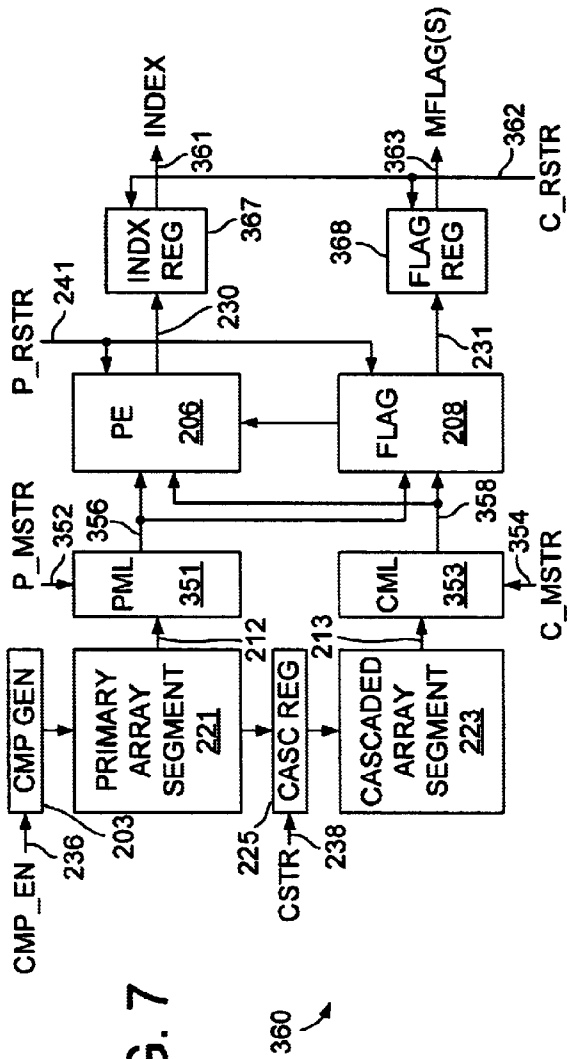 G. 7
360
CMP_EN
236
CMP GEN
203
PRIMARY
ARRAY
SEGMENT
221
212
CSTR
238
225
CASC REG
CASCADED
ARRAY
SEGMENT
223
213
P_MSTR
352
PML
351
356
CML
353
358
354
C_MSTR
P_RSTR
241
PE
206
230
FLAG
208
231
INDX
REG
367
INDEX
361
368
FLAG
REG
363
MFLAG(S)
362
C_RSTR